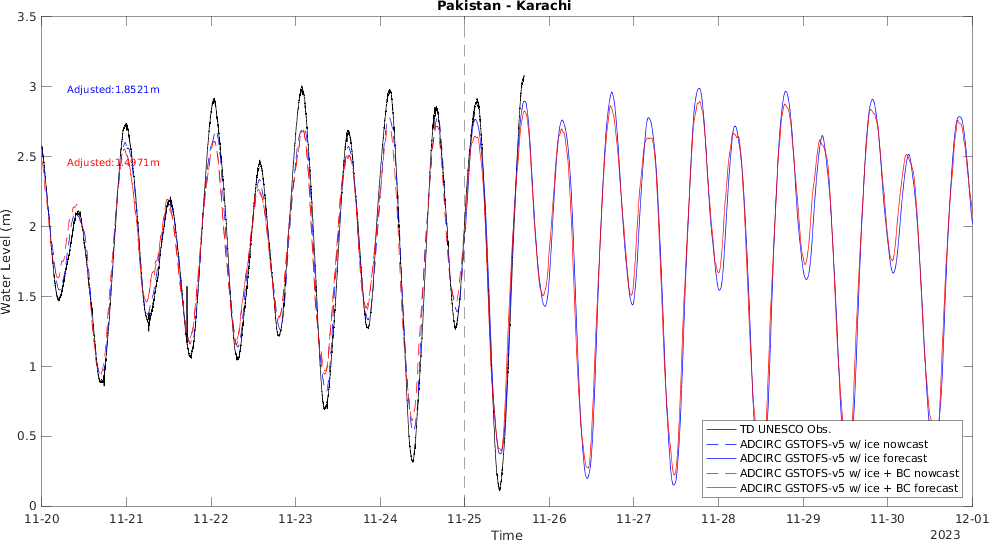 Pakistan - Karachi
3.5
3
2.5
2
1.5
1
0.5
0
Water Level (m)
Adjusted:1.8521m
Adjusted:1.4971m
TD UNESCO Obs.
ADCIRC GSTOFS-v5 w/ ice nowcast
ADCIRC GSTOFS-v5 w/ ice forecast
ADCIRC GSTOFS-v5 w/ ice + BC nowcast
ADCIRC GSTOFS-v5 w/ ice + BC forecast
11-20 11-21 11-22 11-23 11-24 11-25 11-26 11-27 11-28 11-29 11-30 12-01
Time
2023